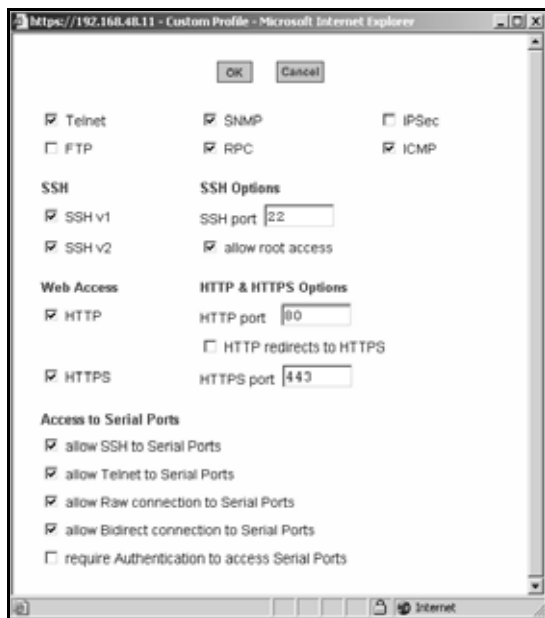 https://192.168.48.11 - Custom Profile - Microsoft Internet Explorer
OK Cancel
Telnet SNMP IPSec
FTP RPC ICMP
SSH SSH Options
SSH v1 SSH port 22
SSH v2 allow root access
Web Access HTTP & HTTPS Options
HTTP HTTP port 80
HTTP redirects to HTTPS
HTTPS HTTPS port 443
Access to Serial Ports
allow SSH to Serial Ports
allow Telnet to Serial Ports
allow Raw connection to Serial Ports
allow Bidirect connection to Serial Ports
require Authentication to access Serial Ports
Internet